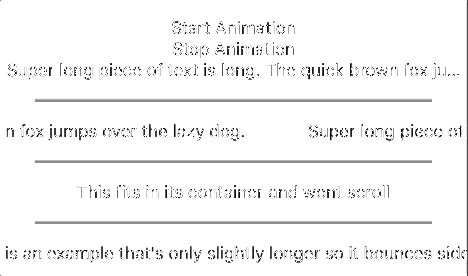 Start Animation
Stop Animation
Super long piece of text is long. The quick brown fox ju...
n fox jumps over the lazy dog. Super long piece of
This fits in its container and wont scroll
is an example that's only slightly longer so it bounces side